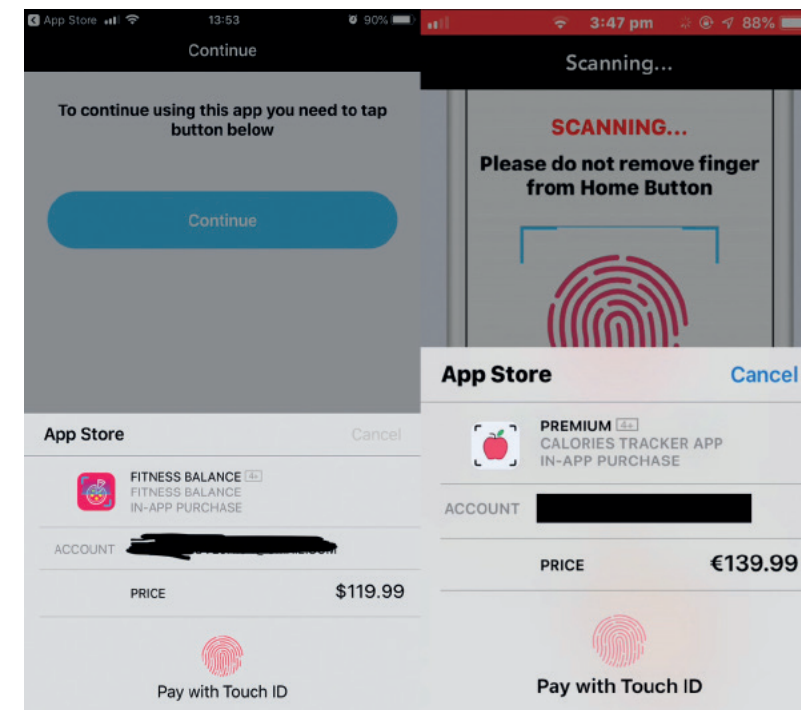 App Store
13:53
90%
Continue
To continue using this app you need to tap
button below
Continue
App Store
Cancel
FITNESS BALANCE 4+
FITNESS BALANCE
IN-APP PURCHASE
ACCOUNT
PRICE
$119.99
Pay with Touch ID
3:47 pm
88%
Scanning...
SCANNING...
Please do not remove finger
from Home Button
App Store
Cancel
PREMIUM 4+
CALORIES TRACKER APP
IN-APP PURCHASE
ACCOUNT
PRICE
€139.99
Pay with Touch ID